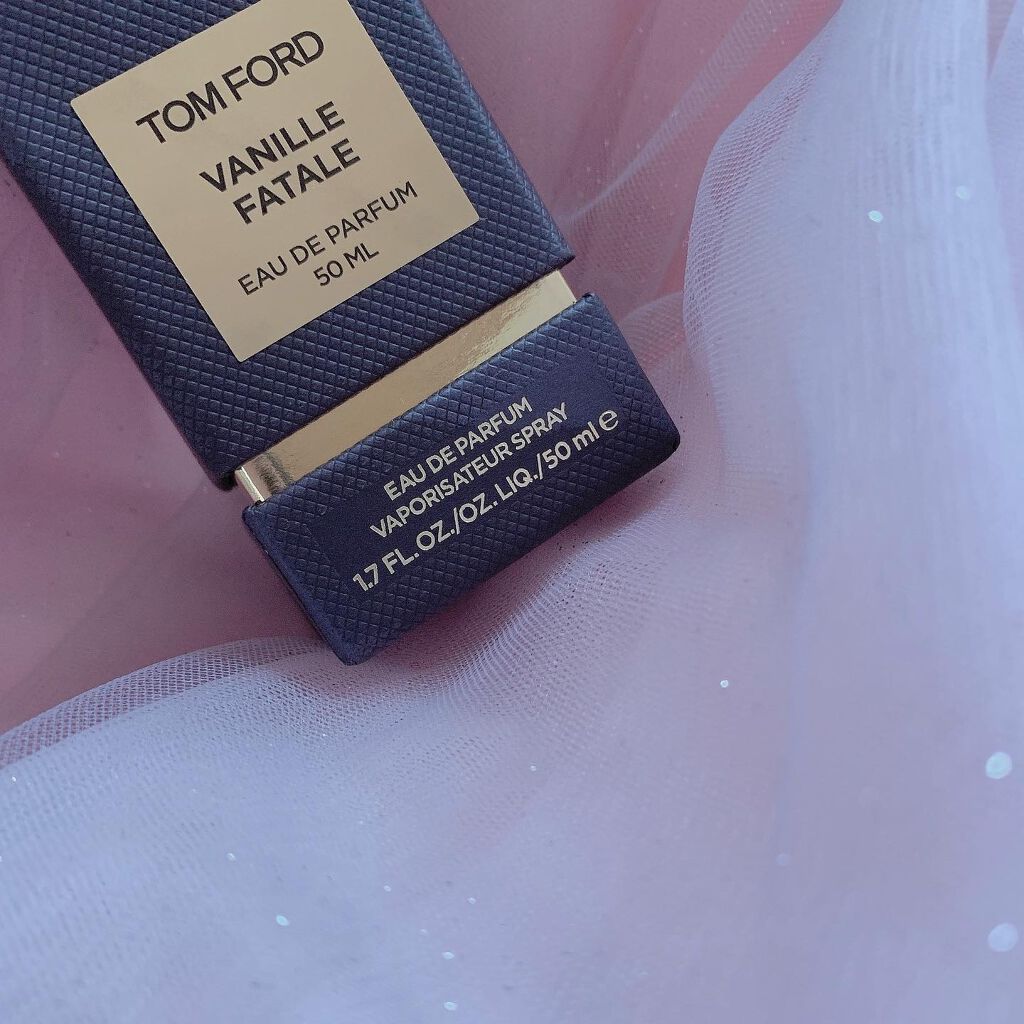 TOM FORD
VANILLE
FATALE
EAU DE PARFUM
50 ML
EAU DE PARFUM
VAPORISATEUR SPRAY
1.7 FL. OZ./OZ. LIQ./50 ml ℮